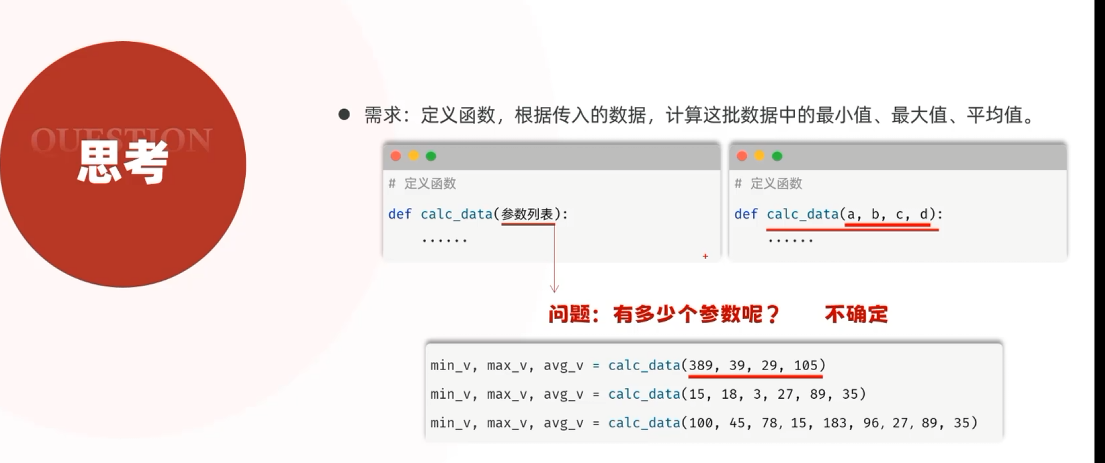 QUESTION
思考
● 需求：定义函数，根据传入的数据，计算这批数据中的最小值、最大值、平均值。
# 定义函数
def calc_data(参数列表):
......
# 定义函数
def calc_data(a, b, c, d):
......
问题：有多少个参数呢？ 不确定
min_v, max_v, avg_v = calc_data(389, 39, 29, 105)
min_v, max_v, avg_v = calc_data(15, 18, 3, 27, 89, 35)
min_v, max_v, avg_v = calc_data(100, 45, 78, 15, 183, 96, 27, 89, 35)